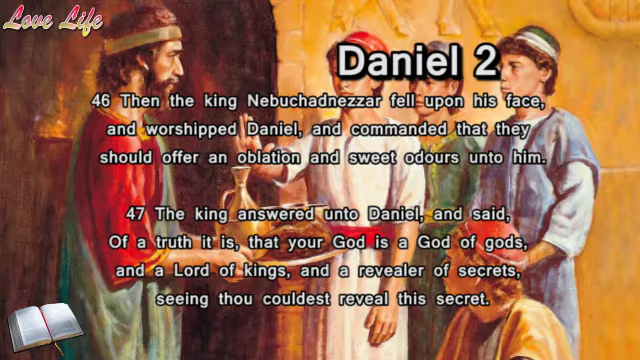 Love Life
Daniel 2
46 Then the king Nebuchadnezzar fell upon his face,
and worshipped Daniel, and commanded that they
should offer an oblation and sweet odours unto him.
47 The king answered unto Daniel, and said,
Of a truth it is, that your God is a God of gods,
and a Lord of kings, and a revealer of secrets,
seeing thou couldest reveal this secret.